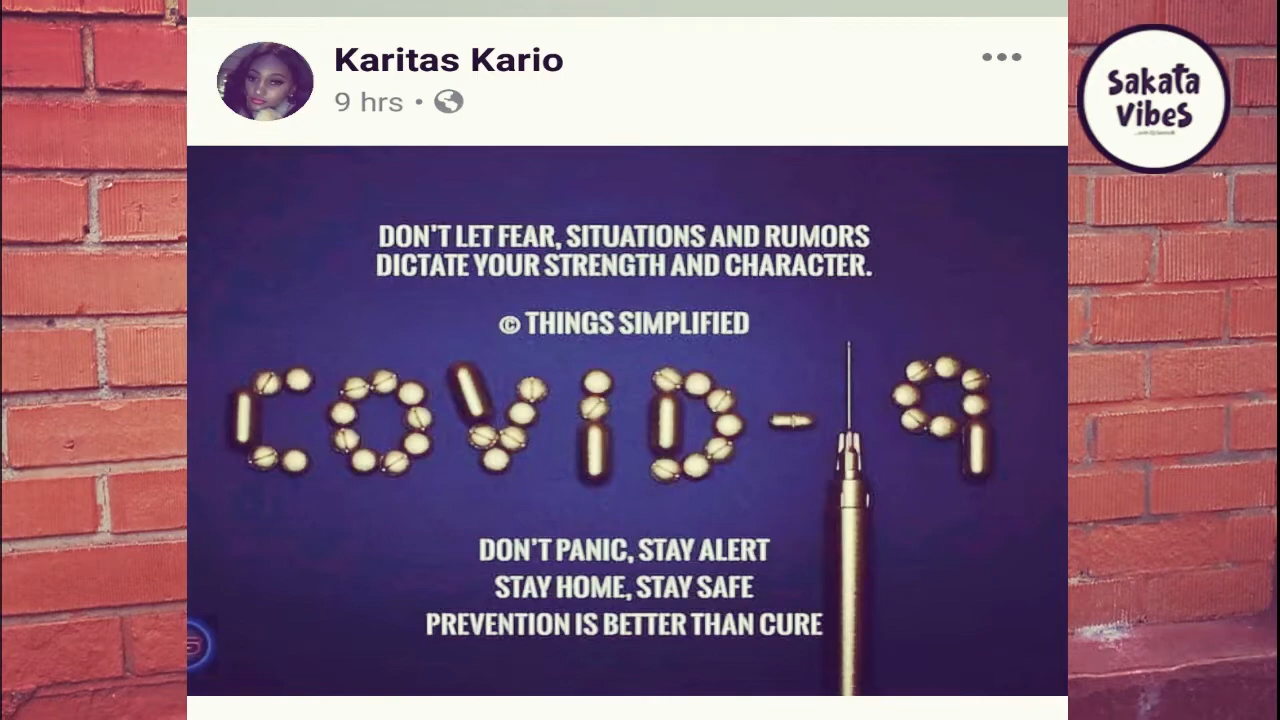 Karitas Kario
9 hrs •
Sakata
Vibes
DON'T LET FEAR, SITUATIONS AND RUMORS
DICTATE YOUR STRENGTH AND CHARACTER.
© THINGS SIMPLIFIED
COVID-19
DON'T PANIC, STAY ALERT
STAY HOME, STAY SAFE
PREVENTION IS BETTER THAN CURE